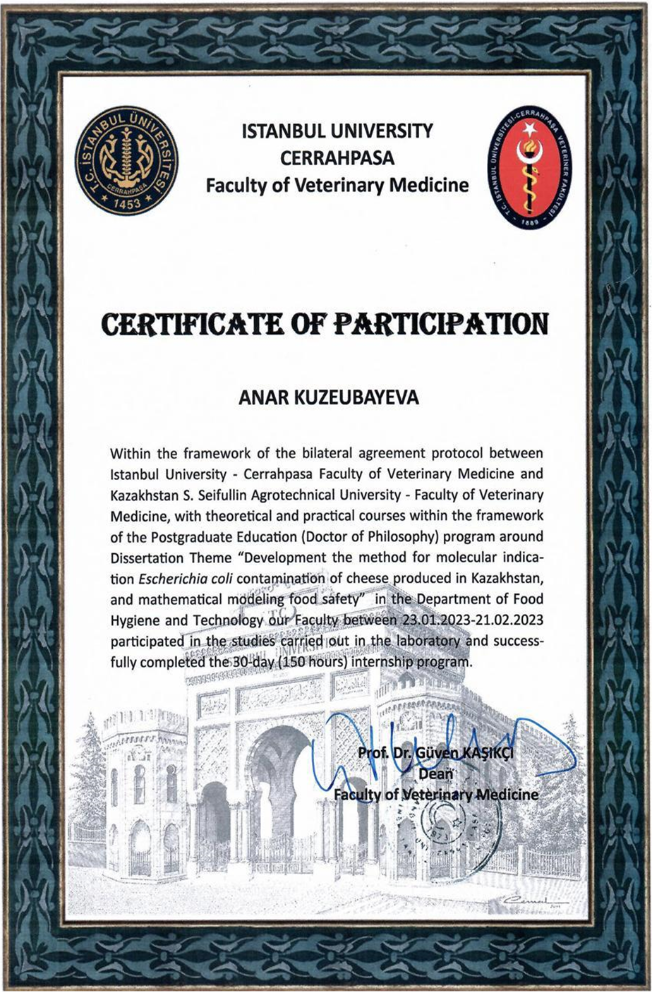 T.C. İSTANBUL ÜNİVERSİTESİ
CERRAHPAŞA
★ 1453 ★
ISTANBUL UNIVERSITY
CERRAHPASA
Faculty of Veterinary Medicine
T.C. İSTANBUL ÜNİVERSİTESİ-CERRAHPAŞA VETERİNER FAKÜLTESİ
- 1889 -
CERTIFICATE OF PARTICIPATION
ANAR KUZEUBAYEVA
Within the framework of the bilateral agreement protocol between
Istanbul University - Cerrahpasa Faculty of Veterinary Medicine and
Kazakhstan S. Seifullin Agrotechnical University - Faculty of Veterinary
Medicine, with theoretical and practical courses within the framework
of the Postgraduate Education (Doctor of Philosophy) program around
Dissertation Theme “Development the method for molecular indica-
tion Escherichia coli contamination of cheese produced in Kazakhstan,
and mathematical modeling food safety” in the Department of Food
Hygiene and Technology our Faculty between 23.01.2023-21.02.2023
participated in the studies carried out in the laboratory and success-
fully completed the 30-day (150 hours) internship program.
T.C.
Prof. Dr. Güven KAŞIKÇI
Dean
Faculty of Veterinary Medicine
Cemal